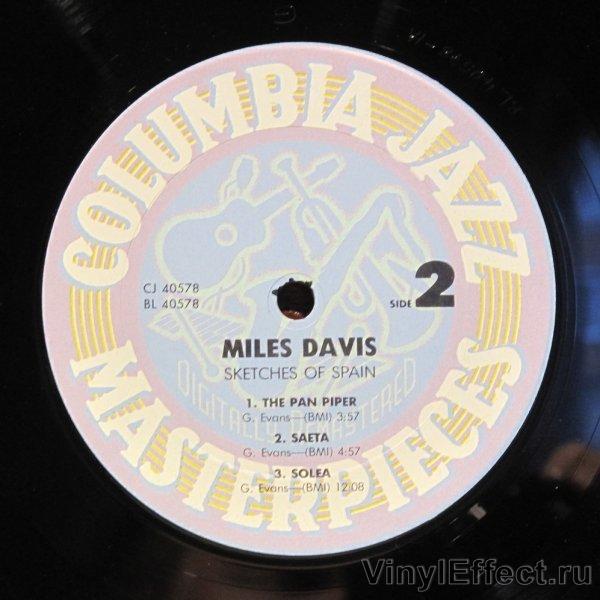 COLUMBIA JAZZ
CJ 40578
BL 40578
SIDE 2
MILES DAVIS
SKETCHES OF SPAIN
DIGITALLY REMASTERED
1. THE PAN PIPER
G. Evans—(BMI) 3:57
2. SAETA
G. Evans—(BMI) 4:57
3. SOLEA
G. Evans—(BMI) 12:08
MASTERPIECES
VinylEffect.ru